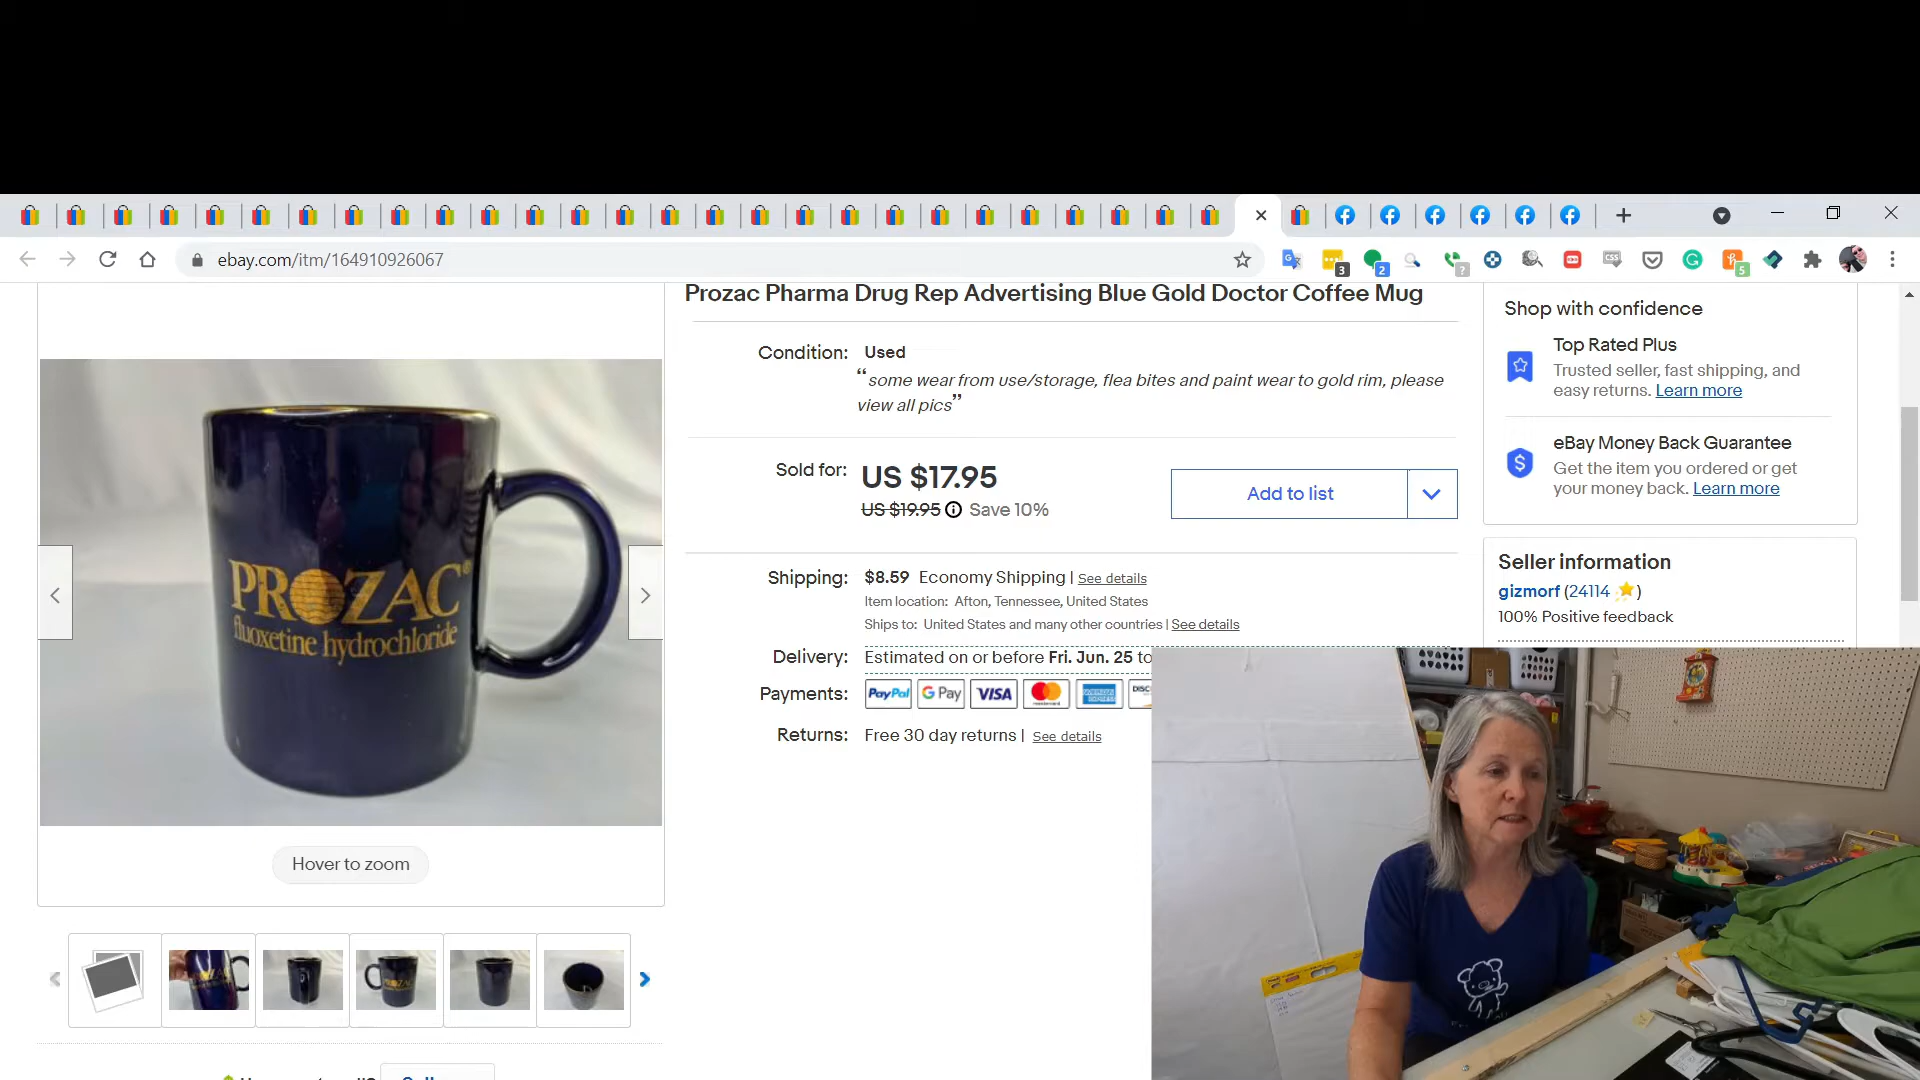 ebay.com/itm/164910926067
3
2
?
5
Prozac Pharma Drug Rep Advertising Blue Gold Doctor Coffee Mug
Condition: Used
“some wear from use/storage, flea bites and paint wear to gold rim, please
view all pics”
Sold for: US $17.95
US $19.95 Save 10%
Add to list
Shipping: $8.59 Economy Shipping | See details
Item location: Afton, Tennessee, United States
Ships to: United States and many other countries | See details
Delivery: Estimated on or before Fri. Jun. 25 to
Payments: PayPal G Pay VISA mastercard DISC
Returns: Free 30 day returns | See details
PROZAC®
fluoxetine hydrochloride
Hover to zoom
Shop with confidence
Top Rated Plus
Trusted seller, fast shipping, and
easy returns. Learn more
eBay Money Back Guarantee
Get the item you ordered or get
your money back. Learn more
Seller information
gizmorf (24114)
100% Positive feedback